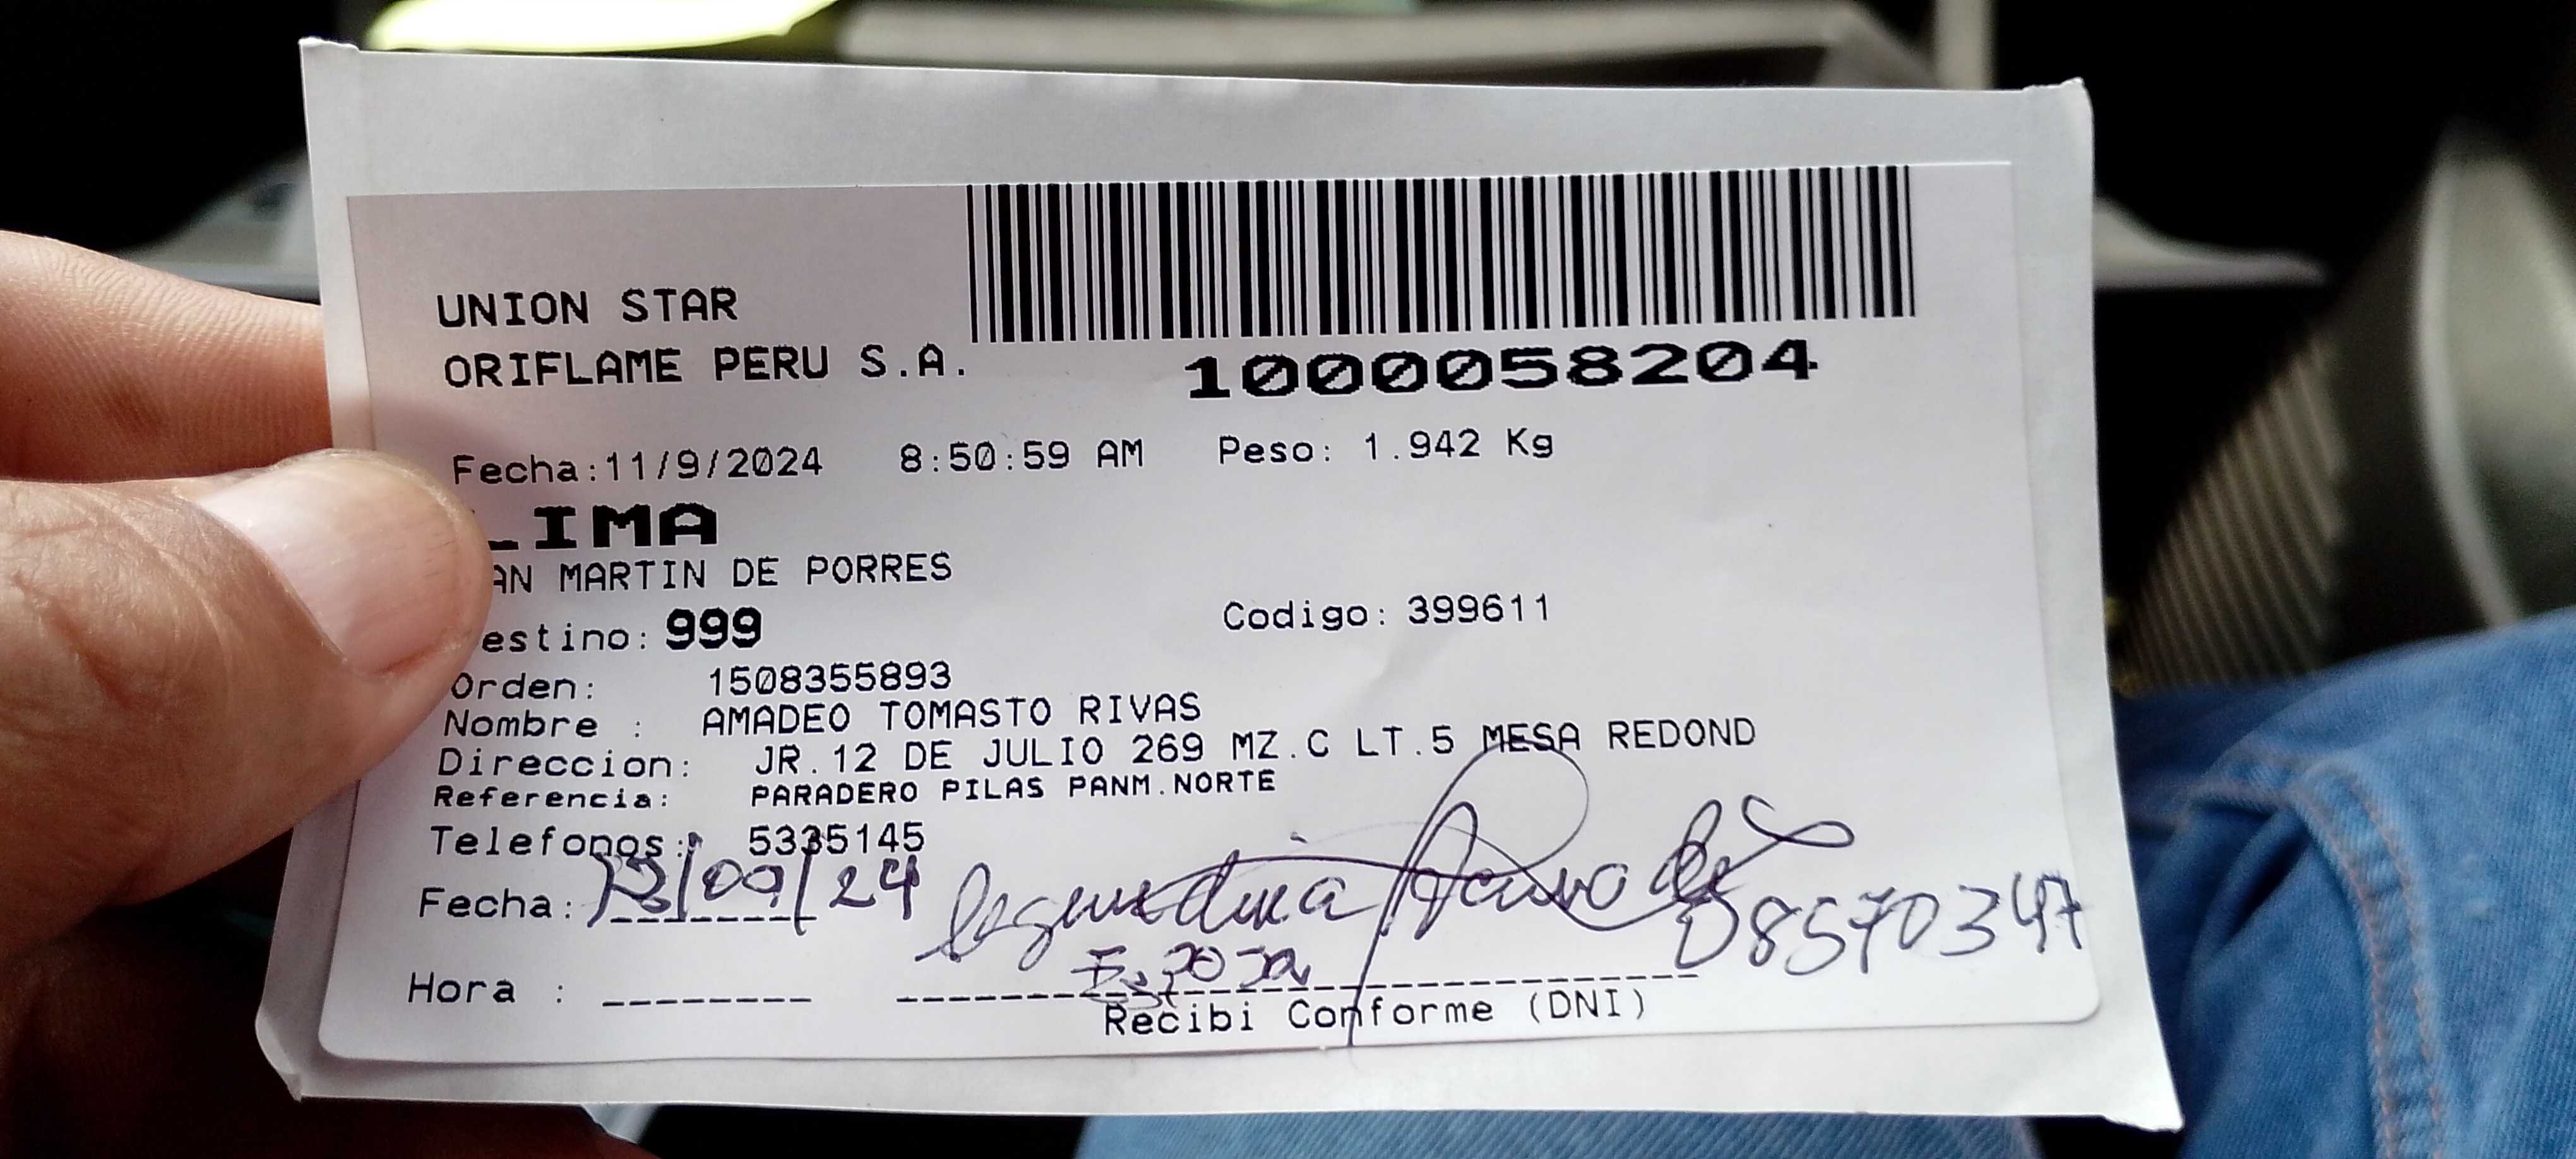 UNION STAR
ORIFLAME PERU S.A.
1000058204
Fecha:11/9/2024 8:50:59 AM Peso: 1.942 Kg
LIMA
AN MARTIN DE PORRES
estino: 999 Codigo: 399611
Orden: 1508355893
Nombre : AMADEO TOMASTO RIVAS
Direccion: JR.12 DE JULIO 269 MZ.C LT.5 MESA REDOND
Referencia: PARADERO PILAS PANM.NORTE
Telefonos: 5335145
Fecha: 12/09/24 08570347
Esposa
Hora :
Recibi Conforme (DNI)